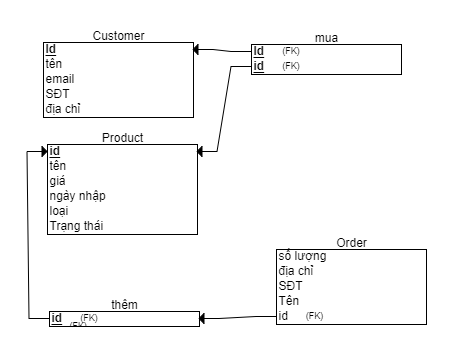 Customer
Id
tên
email
SĐT
địa chỉ
mua
Id (FK)
id (FK)
Product
id
tên
giá
ngày nhập
loại
Trạng thái
Order
số lượng
địa chỉ
SĐT
Tên
id (FK)
thêm
id (FK)
(FK)